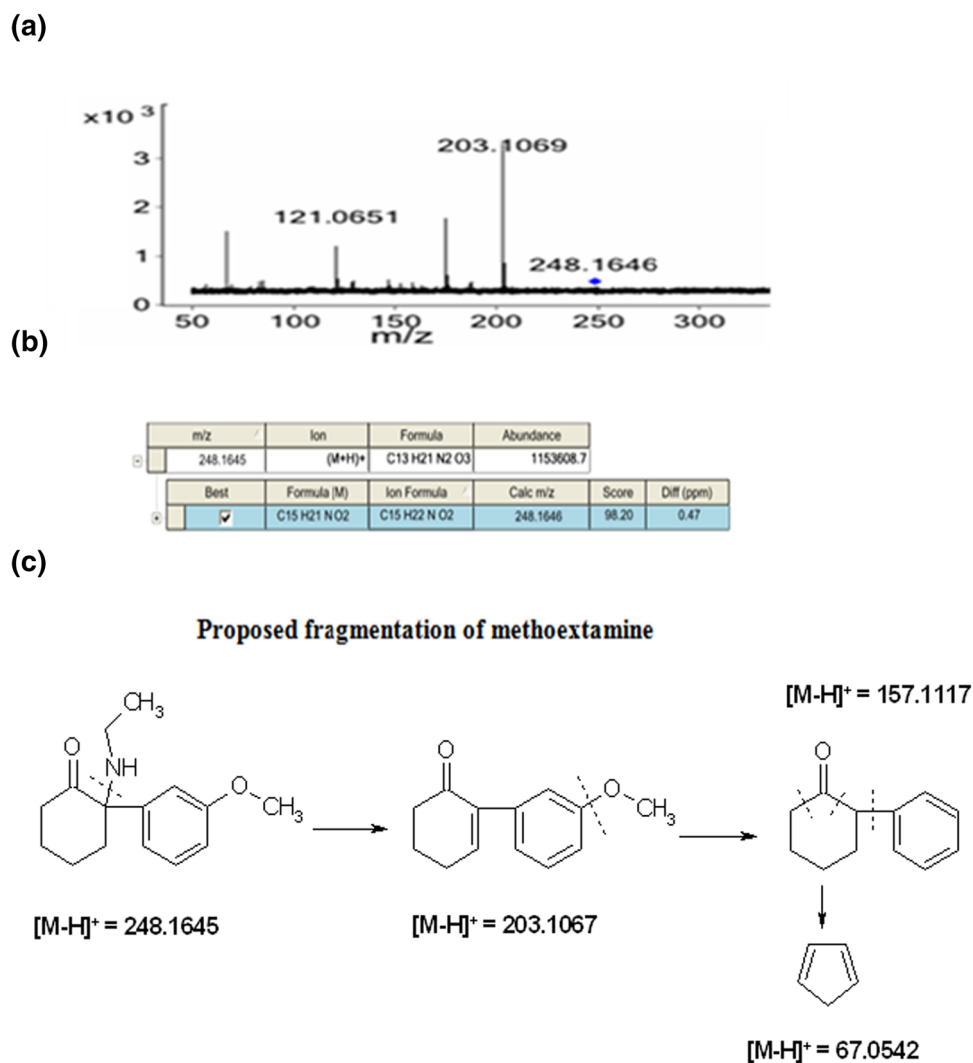 (a)
×10 3
3
2
1
0
203.1069
121.0651
248.1646
50 100 150 200 250 300
m/z
(b)
m/z Ion Formula Abundance
248.1645 (M+H)+ C13 H21 N2 O3 1153608.7
Best Formula (M) Ion Formula Calc m/z Score Diff (ppm)
C15 H21 N O2 C15 H22 N O2 248.1646 98.20 0.47
(c)
Proposed fragmentation of methoextamine
[M-H]+ = 157.1117
CH3
O
NH
O
CH3
O
O
CH3
O
[M-H]+ = 248.1645
[M-H]+ = 203.1067
[M-H]+ = 67.0542